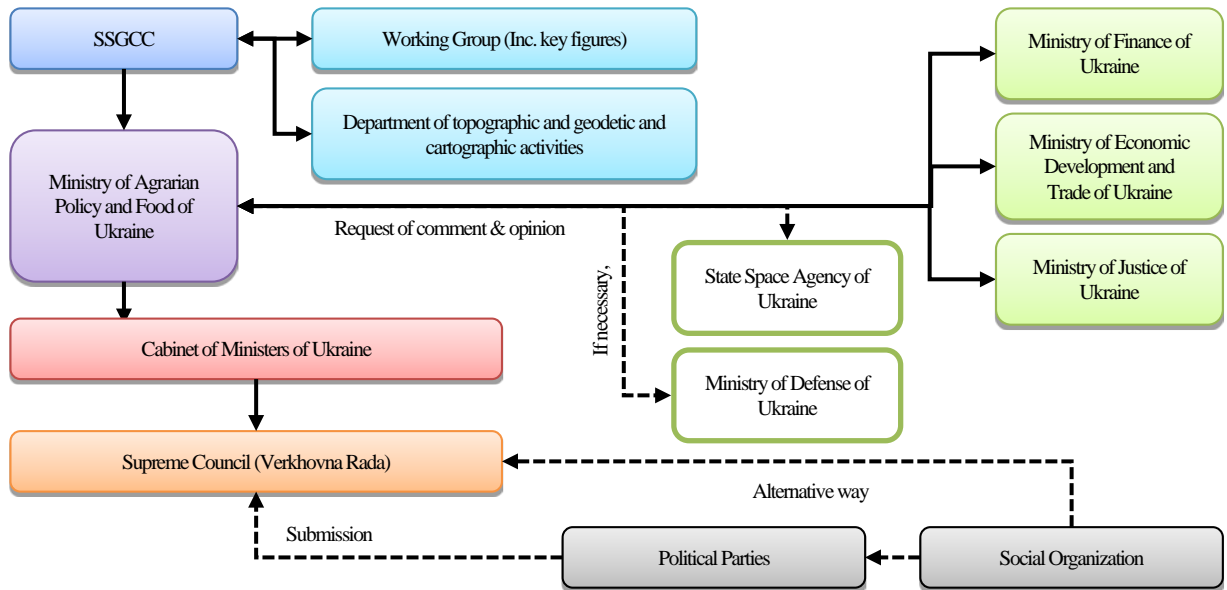 SSGCC
Working Group (Inc. key figures)
Ministry of Finance of
Ukraine
Department of topographic and geodetic and
cartographic activities
Ministry of Economic
Development and
Trade of Ukraine
Ministry of Agrarian
Policy and Food of
Ukraine
Request of comment & opinion
If necessary,
State Space Agency of
Ukraine
Ministry of Justice of
Ukraine
Cabinet of Ministers of Ukraine
Ministry of Defense of
Ukraine
Supreme Council (Verkhovna Rada)
Alternative way
Submission
Political Parties
Social Organization